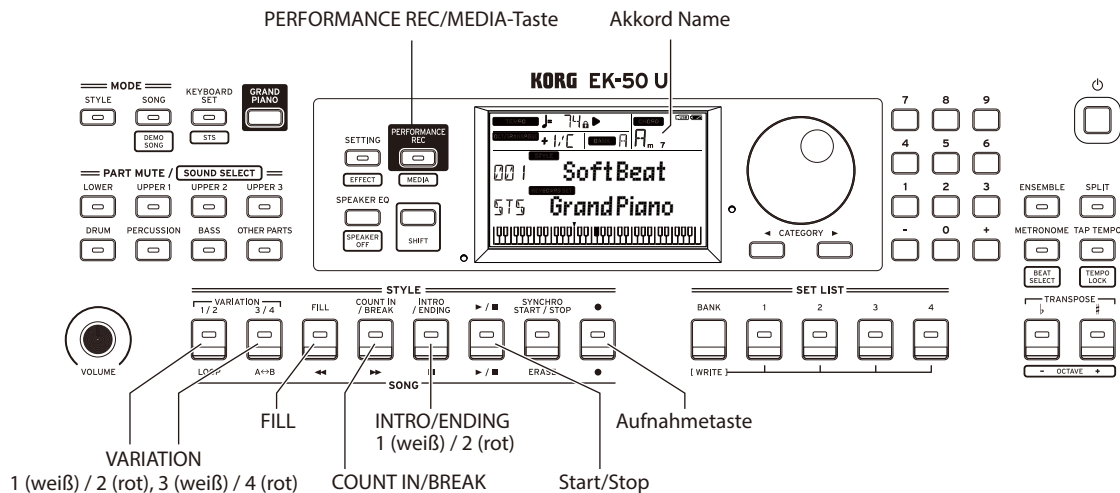 PERFORMANCE REC/MEDIA-Taste
Akkord Name
KORG EK-50 U
MODE
STYLE SONG KEYBOARD SET GRAND PIANO
DEMO SONG STS
PART MUTE / SOUND SELECT
LOWER UPPER 1 UPPER 2 UPPER 3
DRUM PERCUSSION BASS OTHER PARTS
SETTING PERFORMANCE REC
EFFECT MEDIA
SPEAKER EQ
SPEAKER OFF SHIFT
TEMPO ♩= 74 ▶ CHORD
+1/C A Am 7
STYLE
001 SoftBeat
KEYBOARD SET
STS GrandPiano
◄ CATEGORY ►
7 8 9
4 5 6
1 2 3
- 0 +
ENSEMBLE SPLIT
METRONOME TAP TEMPO
BEAT SELECT TEMPO LOCK
TRANSPOSE
♭ ♯
- OCTAVE +
VOLUME
STYLE
VARIATION
1 / 2 3 / 4 FILL COUNT IN / BREAK INTRO / ENDING ►/■ SYNCHRO START / STOP ●
LOOP A↔B ◄◄ ►► ❚❚ ►/■ ERASE ●
SONG
SET LIST
BANK 1 2 3 4
[ WRITE ]
FILL
INTRO/ENDING
1 (weiß) / 2 (rot)
Aufnahmetaste
VARIATION
1 (weiß) / 2 (rot), 3 (weiß) / 4 (rot)
COUNT IN/BREAK
Start/Stop